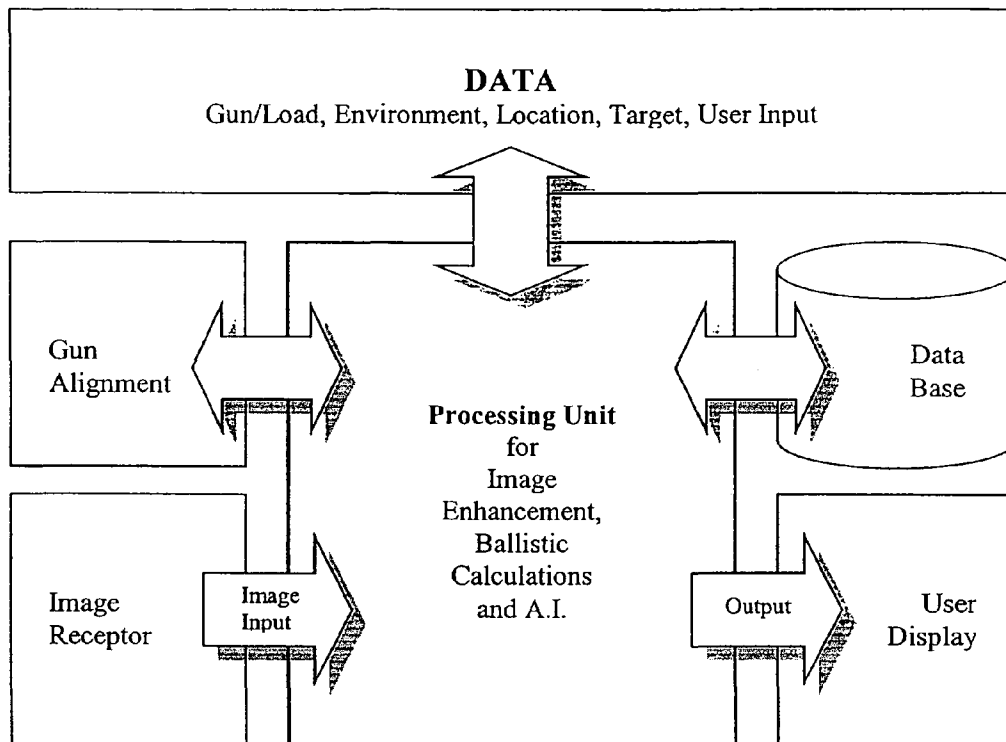 DATA
Gun/Load, Environment, Location, Target, User Input
Gun
Alignment
Data
Base
Processing Unit
for
Image
Enhancement,
Ballistic
Calculations
and A.I.
Image
Receptor
Image
Input
Output
User
Display